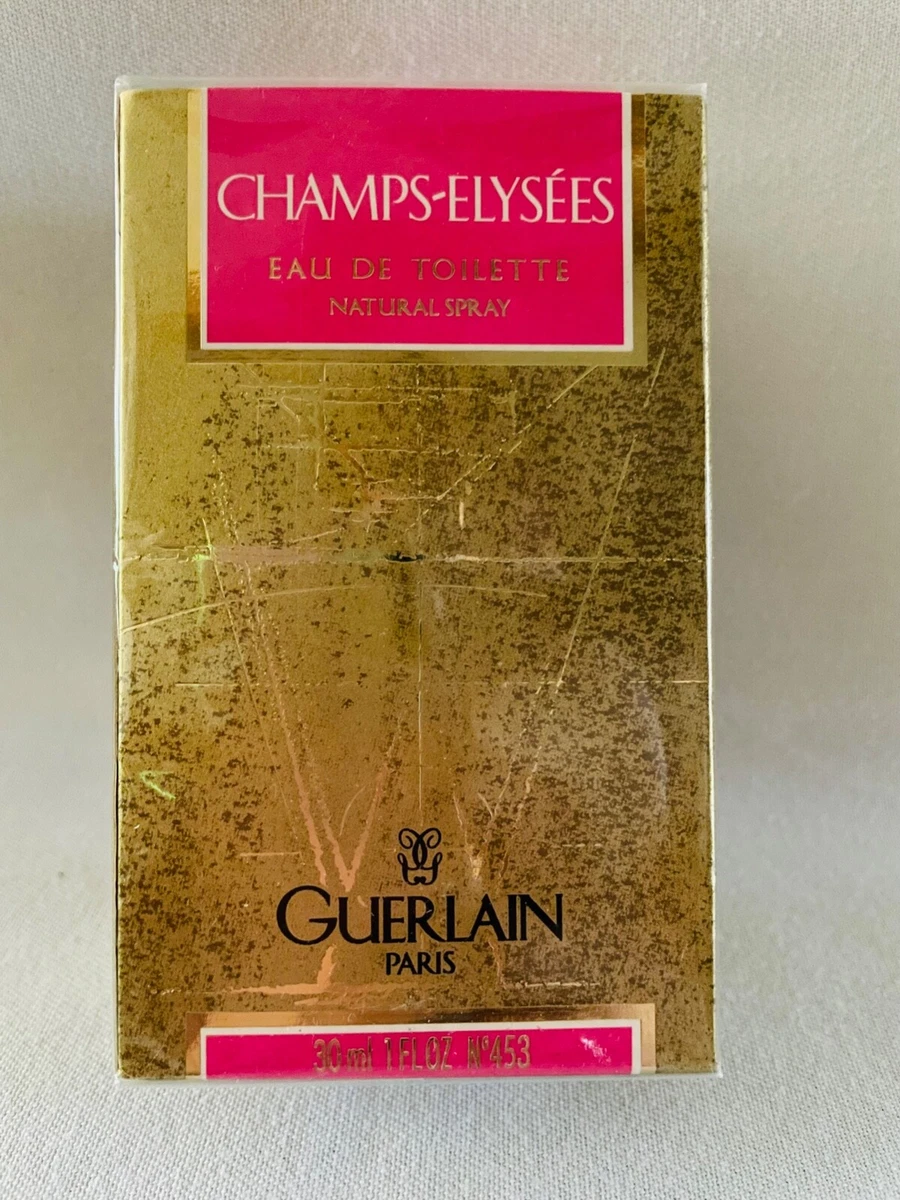 CHAMPS-ELYSÉES
EAU DE TOILETTE
NATURAL SPRAY
GUERLAIN
PARIS
30 ml 1 FL OZ N°453